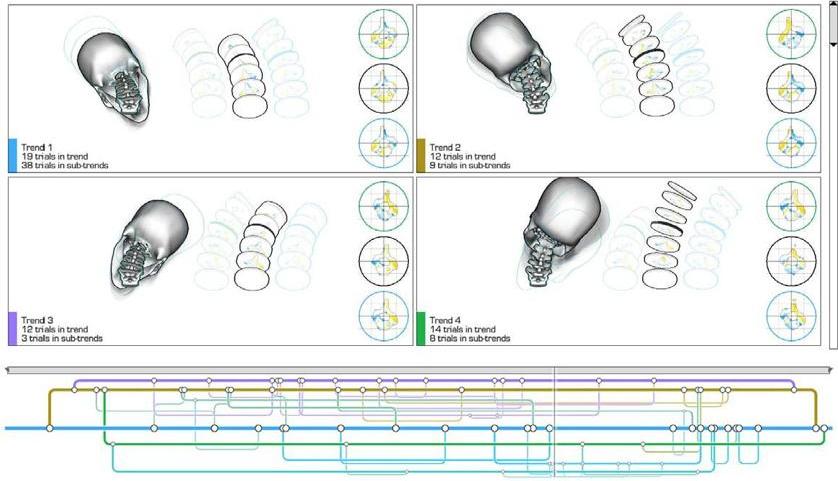 Trend 1
19 trials in trend
38 trials in sub-trends
Trend 2
12 trials in trend
9 trials in sub-trends
Trend 3
12 trials in trend
3 trials in sub-trends
Trend 4
14 trials in trend
8 trials in sub-trends